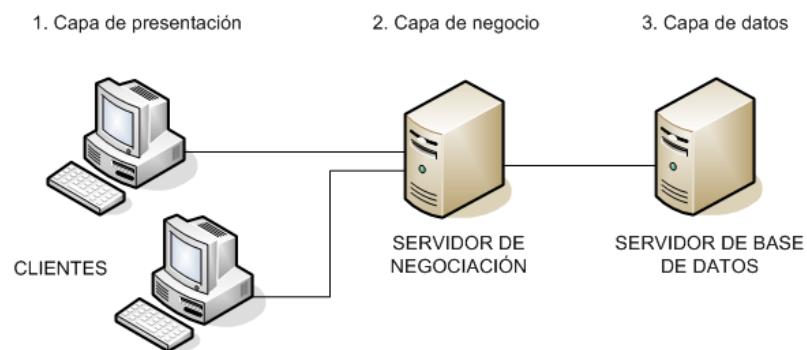 1. Capa de presentación
2. Capa de negocio
3. Capa de datos
CLIENTES
SERVIDOR DE
NEGOCIACIÓN
SERVIDOR DE BASE
DE DATOS